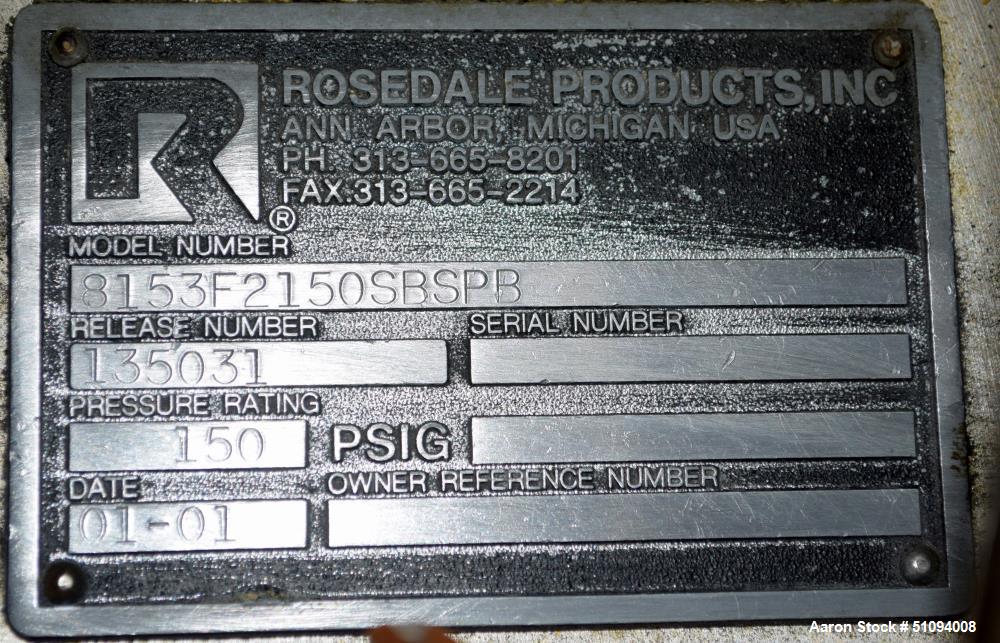 R®
ROSEDALE PRODUCTS, INC
ANN ARBOR, MICHIGAN USA
PH. 313-665-8201
FAX.313-665-2214
MODEL NUMBER
8153F2150SBSPB
RELEASE NUMBER SERIAL NUMBER
135031
PRESSURE RATING
150 PSIG
DATE OWNER REFERENCE NUMBER
01-01
Aaron Stock # 51094008